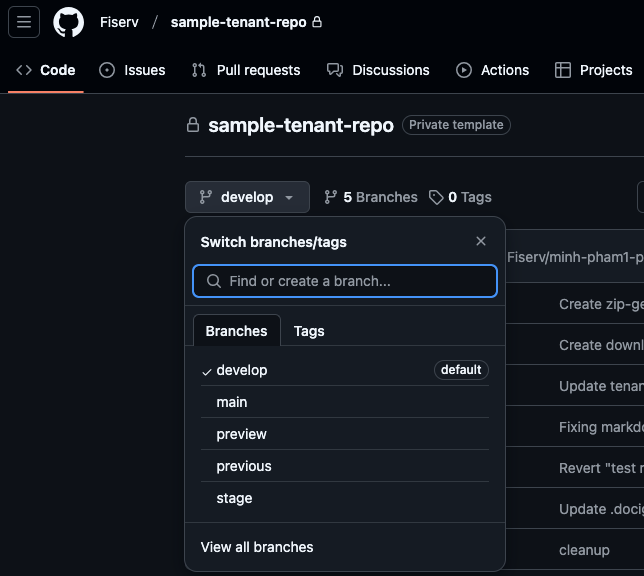 Fiserv / sample-tenant-repo
Code Issues Pull requests Discussions Actions Projects
sample-tenant-repo Private template
develop 5 Branches 0 Tags
Switch branches/tags
Fiserv/minh-pham1-p
Find or create a branch...
Create zip-ge
Branches Tags
Create downl
develop default
Update tenan
main
Fixing markdo
preview
previous
Revert "test r
stage
Update .docig
View all branches
cleanup